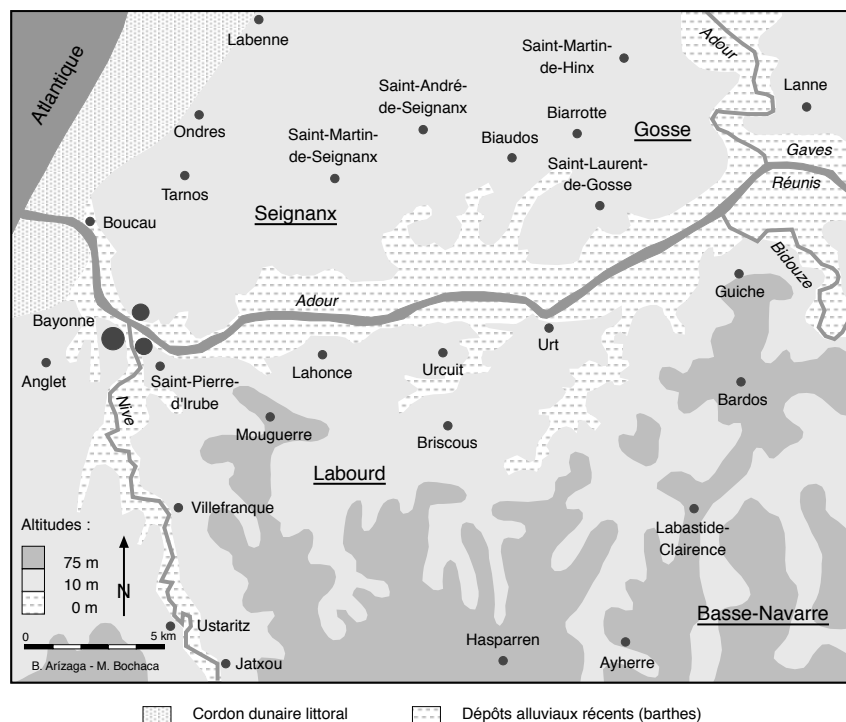 Labenne
Saint-Martin-
de-Hinx
Adour
Atlantique
Saint-André-
de-Seignanx
Lanne
Ondres
Saint-Martin-
de-Seignanx
Biaudos
Biarrotte
Gosse
Gaves
Saint-Laurent-
de-Gosse
Réunis
Tarnos
Seignanx
Boucau
Bidouze
Guiche
Adour
Bayonne
Urt
Anglet
Saint-Pierre-
d'Irube
Lahonce
Urcuit
Nive
Bardos
Mouguerre
Briscous
Labourd
Villefranque
Labastide-
Clairence
Altitudes :
75 m
10 m
0 m
N
Basse-Navarre
Ustaritz
0 5 km
Hasparren
Ayherre
B. Arizaga - M. Bochaca
Jatxou
Cordon dunaire littoral
Dépôts alluviaux récents (barthes)